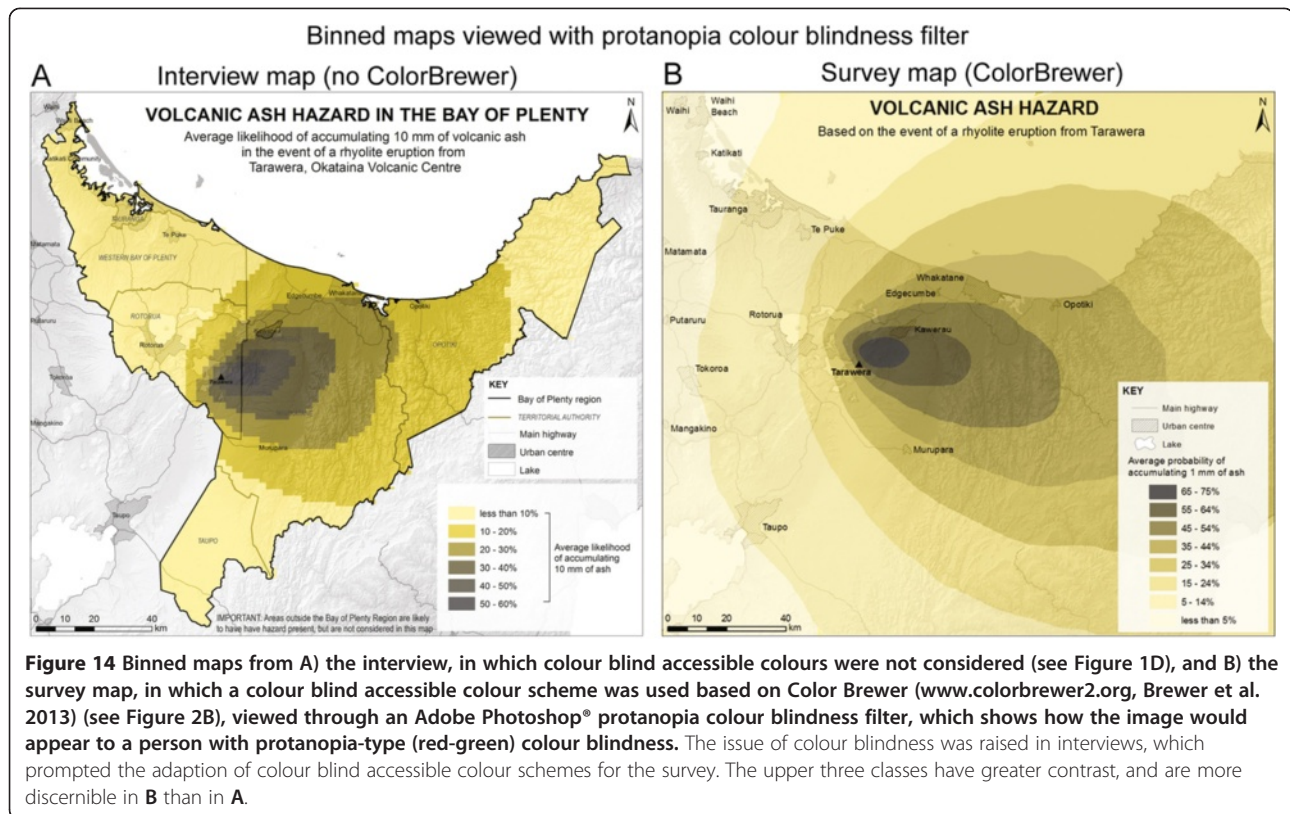 Binned maps viewed with protanopia colour blindness filter
A
Interview map (no ColorBrewer)
VOLCANIC ASH HAZARD IN THE BAY OF PLENTY
Average likelihood of accumulating 10 mm of volcanic ash
in the event of a rhyolite eruption from
Tarawera, Okataina Volcanic Centre
N
Waihi
Waihi Beach
Katikati Community
TAURANGA
Te Puke
Matamata
WESTERN BAY OF PLENTY
Edgecumbe
Whakatane
Opotiki
Putaruru
ROTORUA
Rotorua
OPOTIKI
Tokoroa
Tarawera
Mangakino
Murupara
Taupo
TAUPO
KEY
Bay of Plenty region
TERRITORIAL AUTHORITY
Main highway
Urban centre
Lake
less than 10%
10 - 20%
20 - 30%
30 - 40%
40 - 50%
50 - 60%
Average likelihood
of accumulating
10 mm of ash
IMPORTANT: Areas outside the Bay of Plenty Region are likely
to have have hazard present, but are not considered in this map
0 10 20 40
km
B
Survey map (ColorBrewer)
VOLCANIC ASH HAZARD
Based on the event of a rhyolite eruption from Tarawera
N
Waihi
Waihi
Beach
Katikati
Tauranga
Te Puke
Matamata
Whakatane
Edgecumbe
Opotiki
Putaruru
Rotorua
Kawerau
Tokoroa
Tarawera
Mangakino
Murupara
Taupo
KEY
Main highway
Urban centre
Lake
Average probability of
accumulating 1 mm of ash
65 - 75%
55 - 64%
45 - 54%
35 - 44%
25 - 34%
15 - 24%
5 - 14%
less than 5%
0 10 20 40
km
Figure 14 Binned maps from A) the interview, in which colour blind accessible colours were not considered (see Figure 1D), and B) the
survey map, in which a colour blind accessible colour scheme was used based on Color Brewer (www.colorbrewer2.org, Brewer et al.
2013) (see Figure 2B), viewed through an Adobe Photoshop® protanopia colour blindness filter, which shows how the image would
appear to a person with protanopia-type (red-green) colour blindness. The issue of colour blindness was raised in interviews, which
prompted the adaption of colour blind accessible colour schemes for the survey. The upper three classes have greater contrast, and are more
discernible in B than in A.